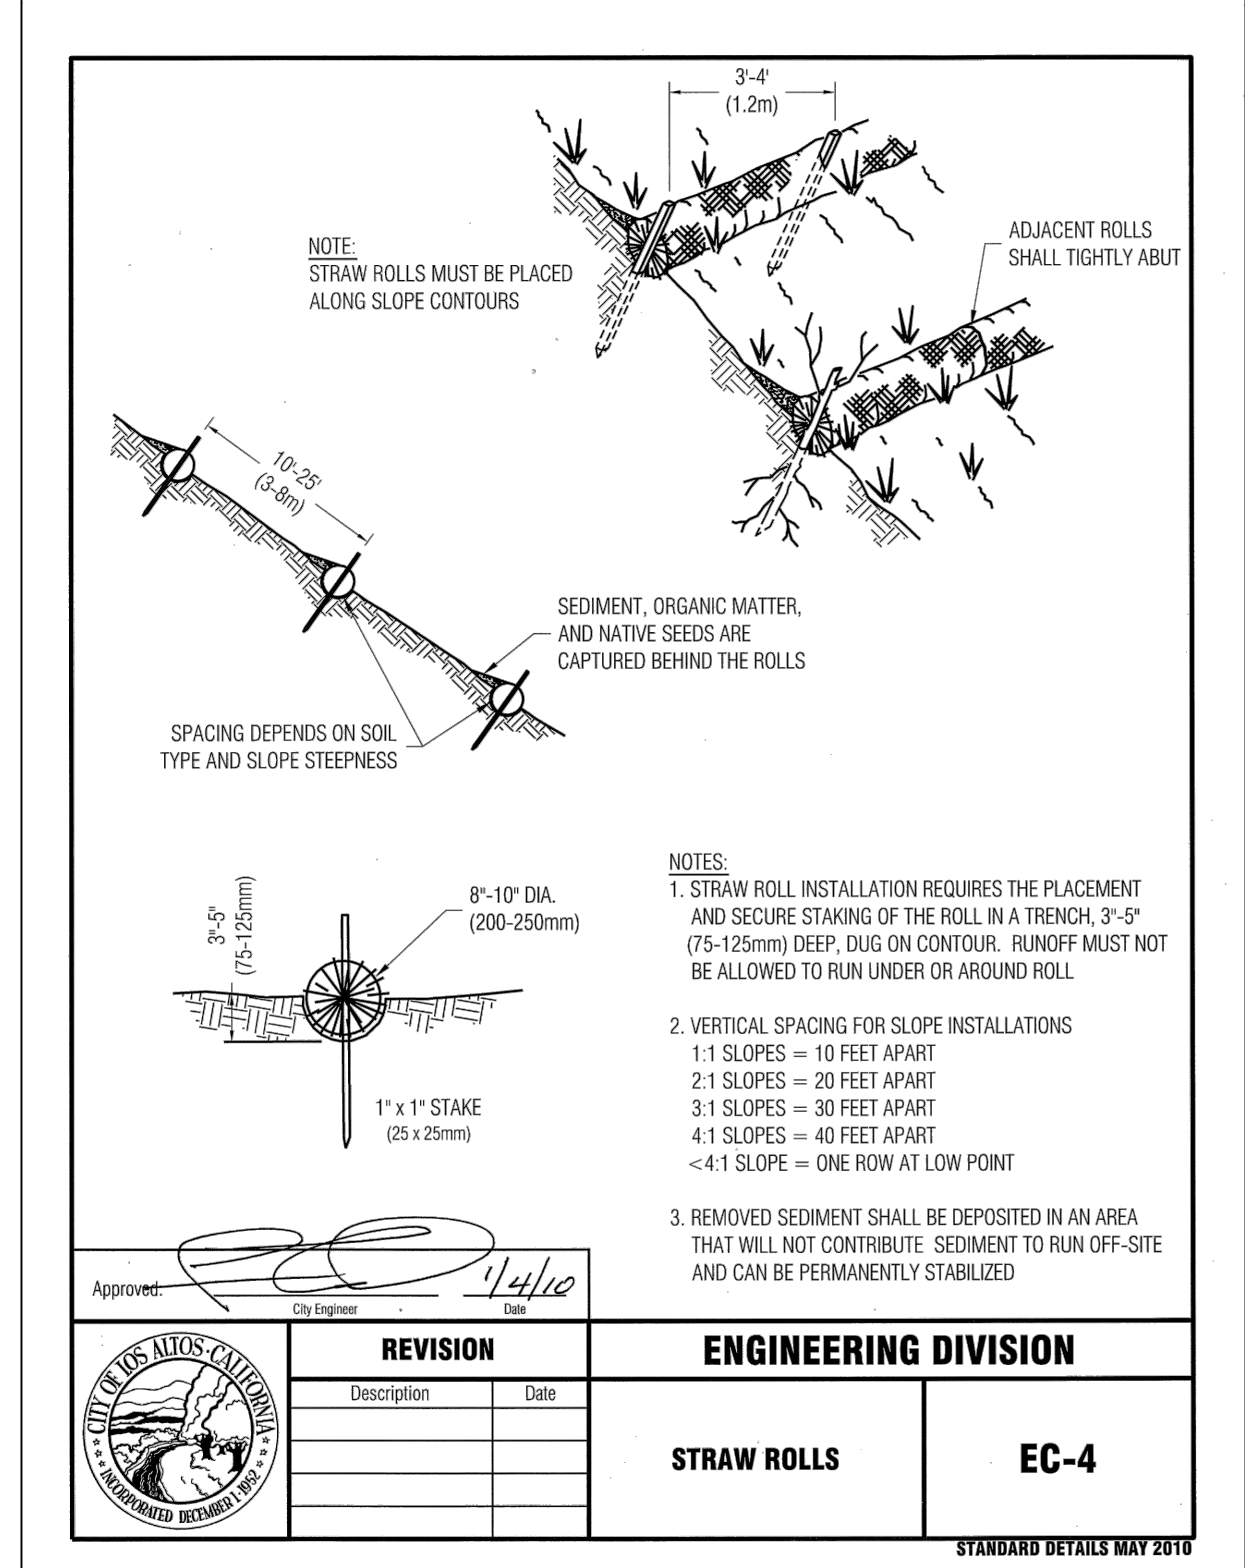 3'-4'
(1.2m)
NOTE:
STRAW ROLLS MUST BE PLACED
ALONG SLOPE CONTOURS
ADJACENT ROLLS
SHALL TIGHTLY ABUT
10'-25'
(3-8m)
SEDIMENT, ORGANIC MATTER,
AND NATIVE SEEDS ARE
CAPTURED BEHIND THE ROLLS
SPACING DEPENDS ON SOIL
TYPE AND SLOPE STEEPNESS
3"-5"
(75-125mm)
8"-10" DIA.
(200-250mm)
1" x 1" STAKE
(25 x 25mm)
NOTES:
1. STRAW ROLL INSTALLATION REQUIRES THE PLACEMENT
AND SECURE STAKING OF THE ROLL IN A TRENCH, 3"-5"
(75-125mm) DEEP, DUG ON CONTOUR. RUNOFF MUST NOT
BE ALLOWED TO RUN UNDER OR AROUND ROLL
2. VERTICAL SPACING FOR SLOPE INSTALLATIONS
1:1 SLOPES = 10 FEET APART
2:1 SLOPES = 20 FEET APART
3:1 SLOPES = 30 FEET APART
4:1 SLOPES = 40 FEET APART
<4:1 SLOPE = ONE ROW AT LOW POINT
3. REMOVED SEDIMENT SHALL BE DEPOSITED IN AN AREA
THAT WILL NOT CONTRIBUTE SEDIMENT TO RUN OFF-SITE
AND CAN BE PERMANENTLY STABILIZED
Approved:
1/4/10
City Engineer
Date
CITY OF LOS ALTOS · CALIFORNIA
INCORPORATED DECEMBER 1·1952
REVISION
Description
Date
ENGINEERING DIVISION
STRAW ROLLS
EC-4
STANDARD DETAILS MAY 2010